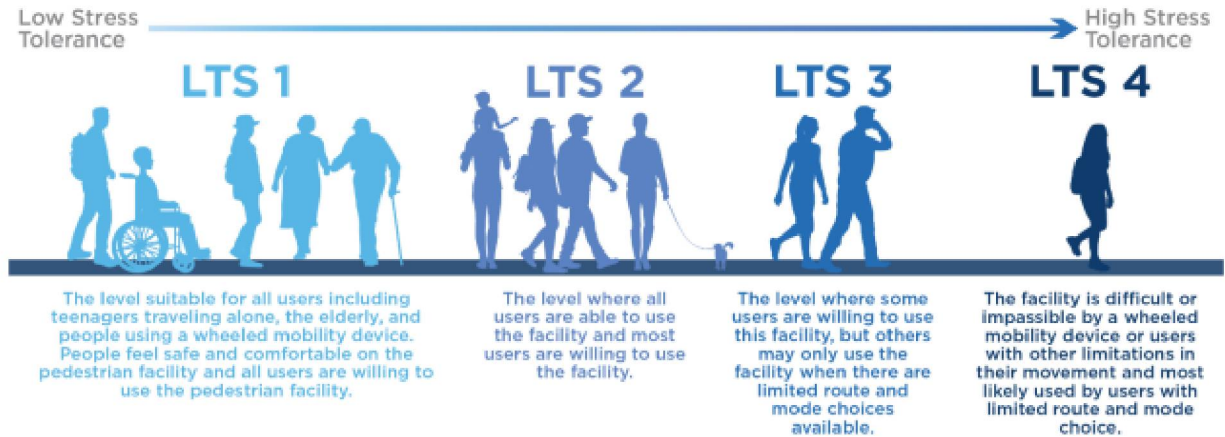 Low Stress
Tolerance
High Stress
Tolerance
LTS 1
LTS 2
LTS 3
LTS 4
The level suitable for all users including
teenagers traveling alone, the elderly, and
people using a wheeled mobility device.
People feel safe and comfortable on the
pedestrian facility and all users are willing to
use the pedestrian facility.
The level where all
users are able to use
the facility and most
users are willing to use
the facility.
The level where some
users are willing to use
this facility, but others
may only use the
facility when there are
limited route and
mode choices
available.
The facility is difficult or
impassible by a wheeled
mobility device or users
with other limitations in
their movement and most
likely used by users with
limited route and mode
choice.